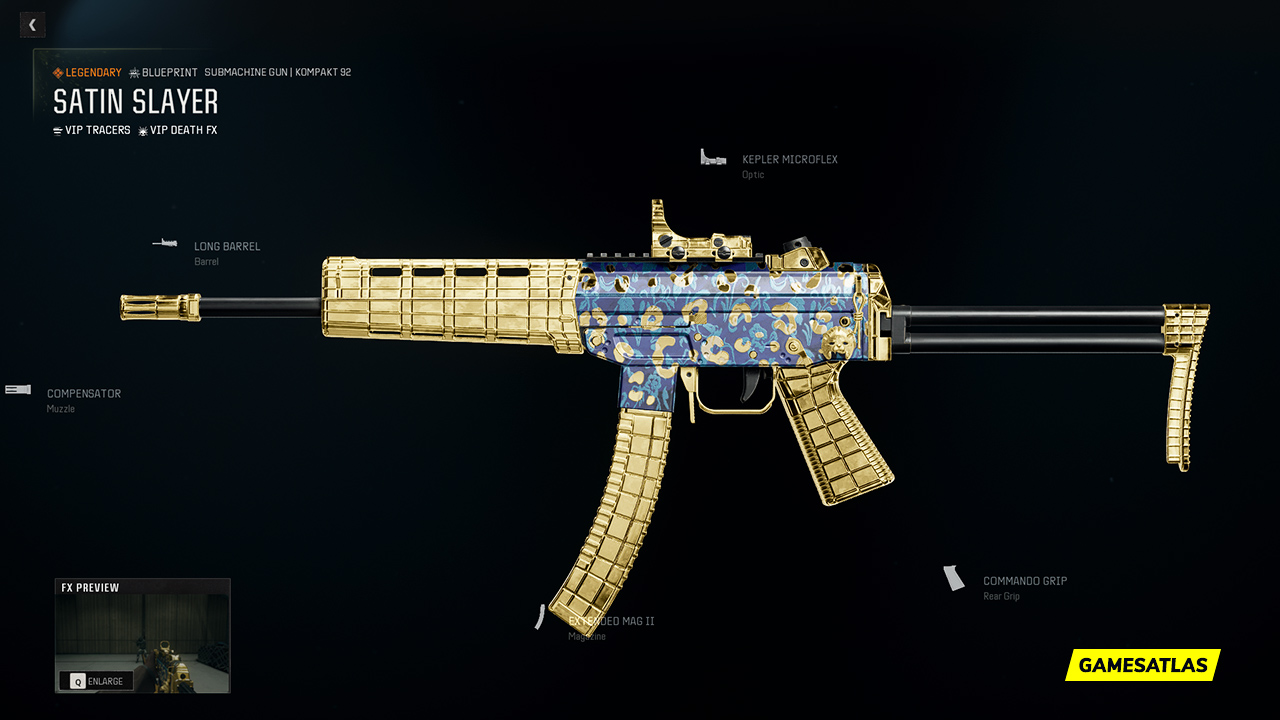 LEGENDARY BLUEPRINT SUBMACHINE GUN | KOMPAKT 92
SATIN SLAYER
VIP TRACERS VIP DEATH FX
KEPLER MICROFLEX
Optic
LONG BARREL
Barrel
COMPENSATOR
Muzzle
COMMANDO GRIP
Rear Grip
EXTENDED MAG II
Magazine
FX PREVIEW
Q ENLARGE
GAMESATLAS